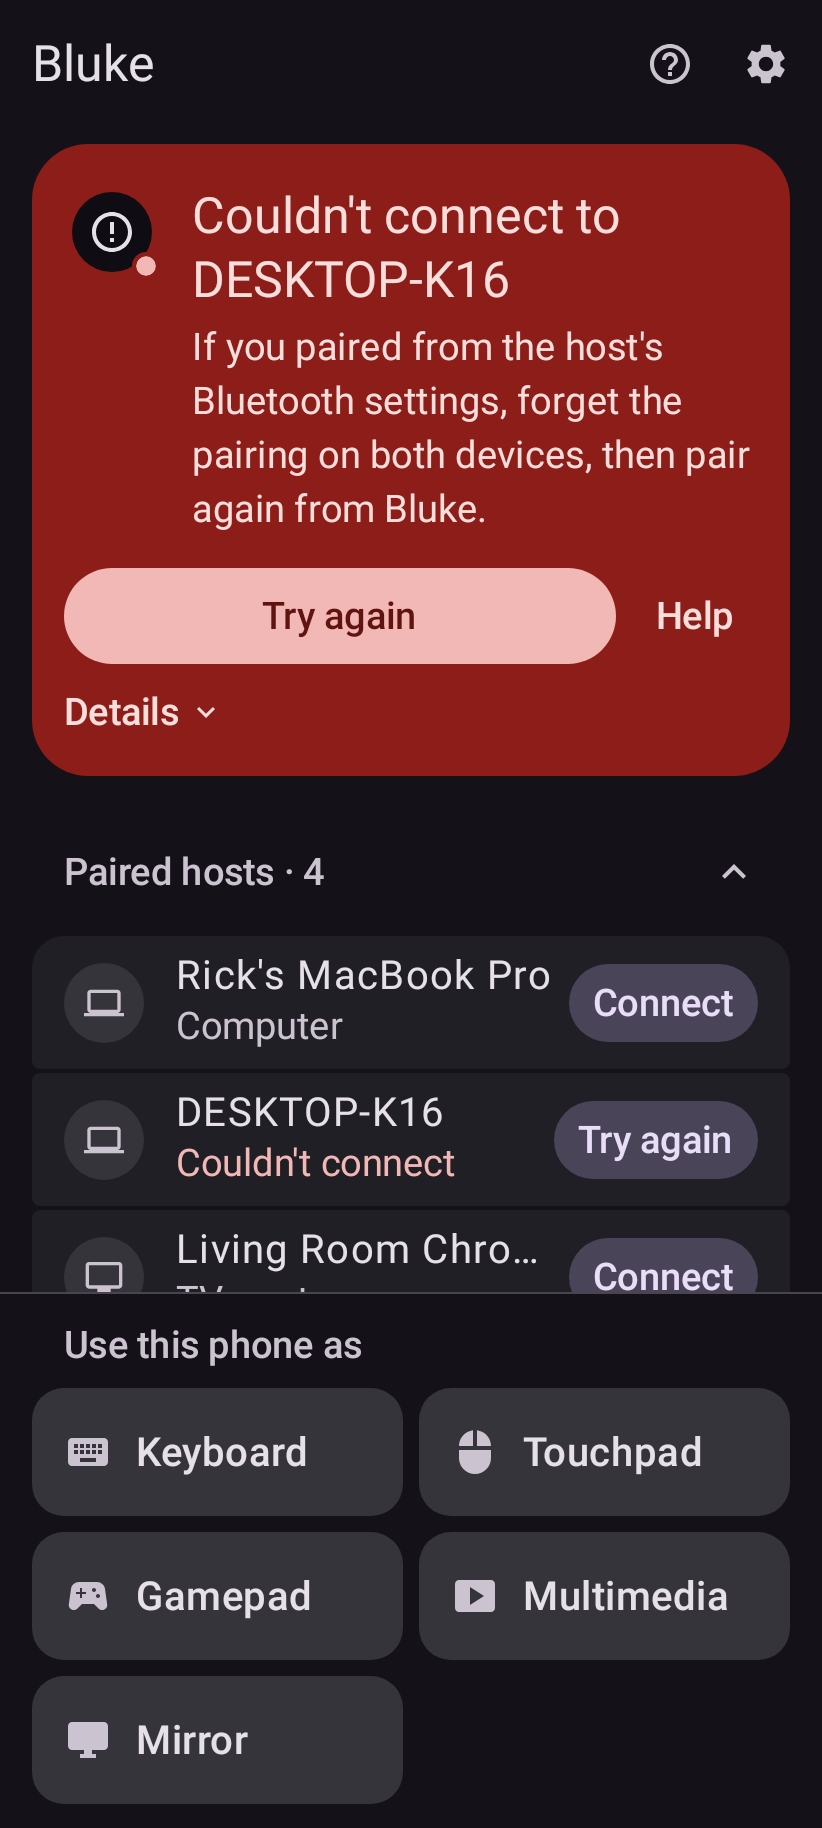 Bluke
Couldn't connect to
DESKTOP-K16
If you paired from the host's
Bluetooth settings, forget the
pairing on both devices, then pair
again from Bluke.
Try again
Help
Details
Paired hosts · 4
Rick's MacBook Pro
Computer
Connect
DESKTOP-K16
Couldn't connect
Try again
Living Room Chro…
Connect
Use this phone as
Keyboard
Touchpad
Gamepad
Multimedia
Mirror